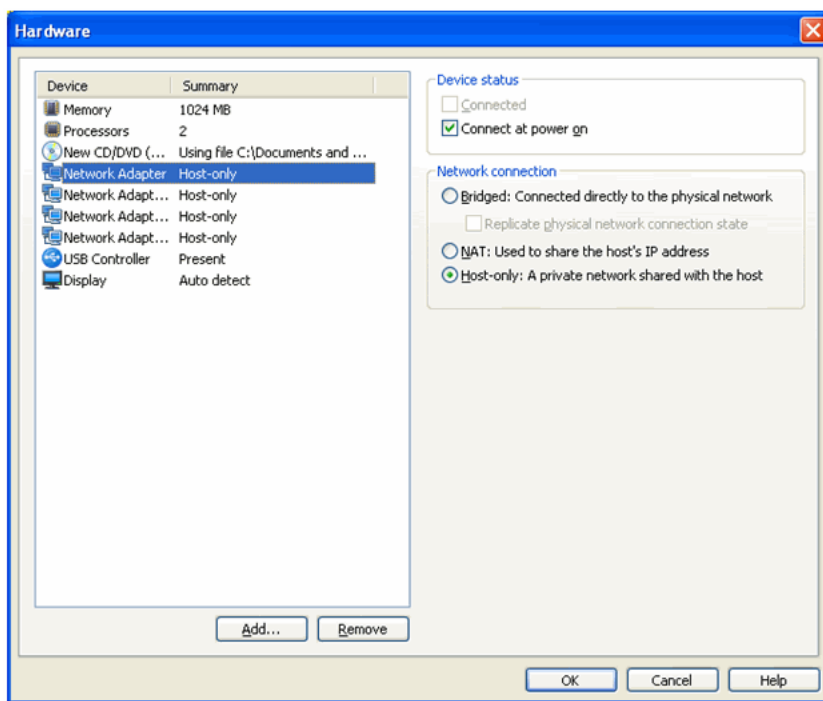 Hardware
Device Summary
Memory 1024 MB
Processors 2
New CD/DVD (... Using file C:\Documents and ...
Network Adapter Host-only
Network Adapt... Host-only
Network Adapt... Host-only
Network Adapt... Host-only
USB Controller Present
Display Auto detect
Add... Remove
Device status
Connected
Connect at power on
Network connection
Bridged: Connected directly to the physical network
Replicate physical network connection state
NAT: Used to share the host's IP address
Host-only: A private network shared with the host
OK Cancel Help